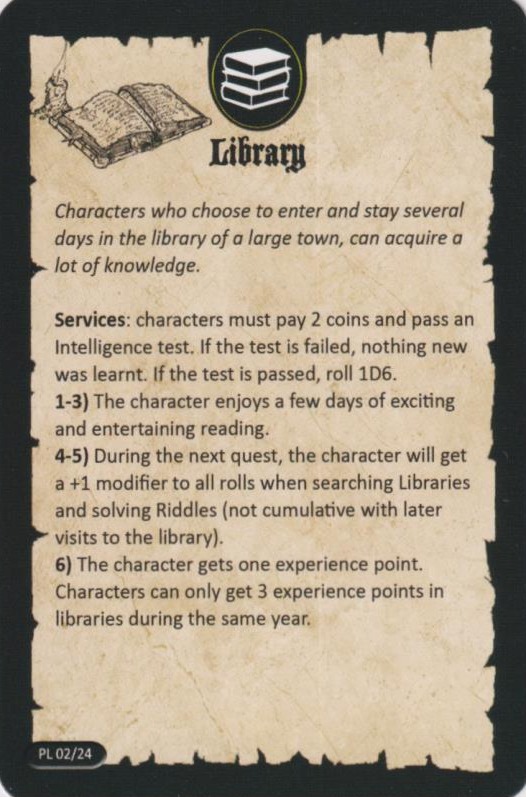 Library
Characters who choose to enter and stay several
days in the library of a large town, can acquire a
lot of knowledge.
Services: characters must pay 2 coins and pass an
Intelligence test. If the test is failed, nothing new
was learnt. If the test is passed, roll 1D6.
1-3) The character enjoys a few days of exciting
and entertaining reading.
4-5) During the next quest, the character will get
a +1 modifier to all rolls when searching Libraries
and solving Riddles (not cumulative with later
visits to the library).
6) The character gets one experience point.
Characters can only get 3 experience points in
libraries during the same year.
PL 02/24